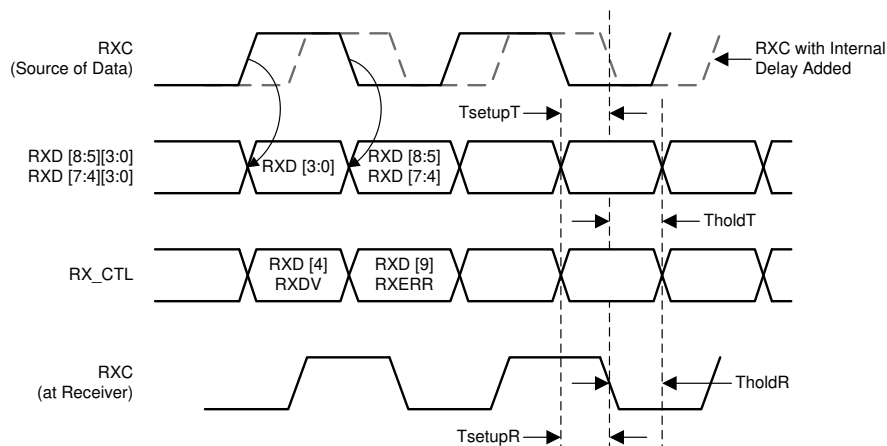 RXC
(Source of Data)
RXC with Internal
Delay Added
TsetupT
RXD [8:5][3:0]
RXD [7:4][3:0]
RXD [3:0]
RXD [8:5]
RXD [7:4]
TholdT
RX_CTL
RXD [4]
RXDV
RXD [9]
RXERR
RXC
(at Receiver)
TholdR
TsetupR